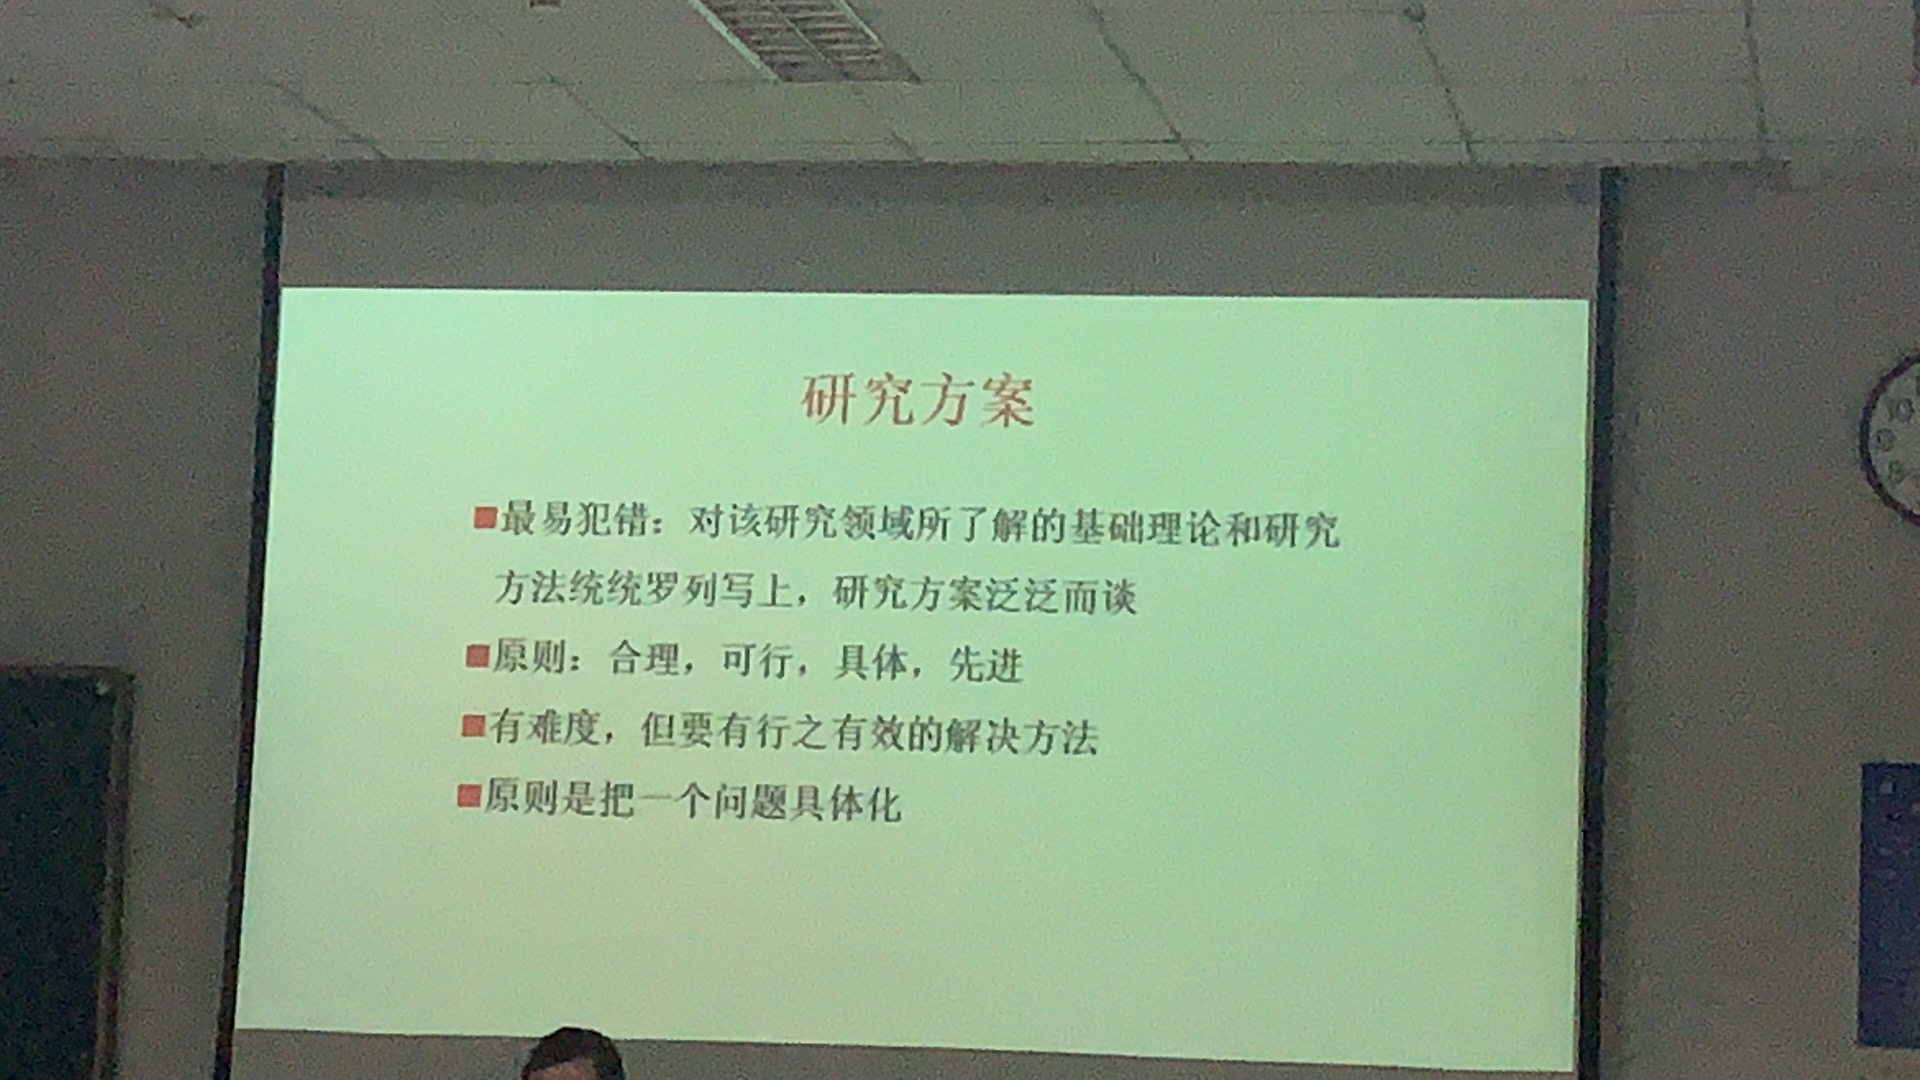 研究方案
■最易犯错：对该研究领域所了解的基础理论和研究
方法统统罗列写上，研究方案泛泛而谈
■原则：合理，可行，具体，先进
■有难度，但要有行之有效的解决方法
■原则是把一个问题具体化
10
9
8